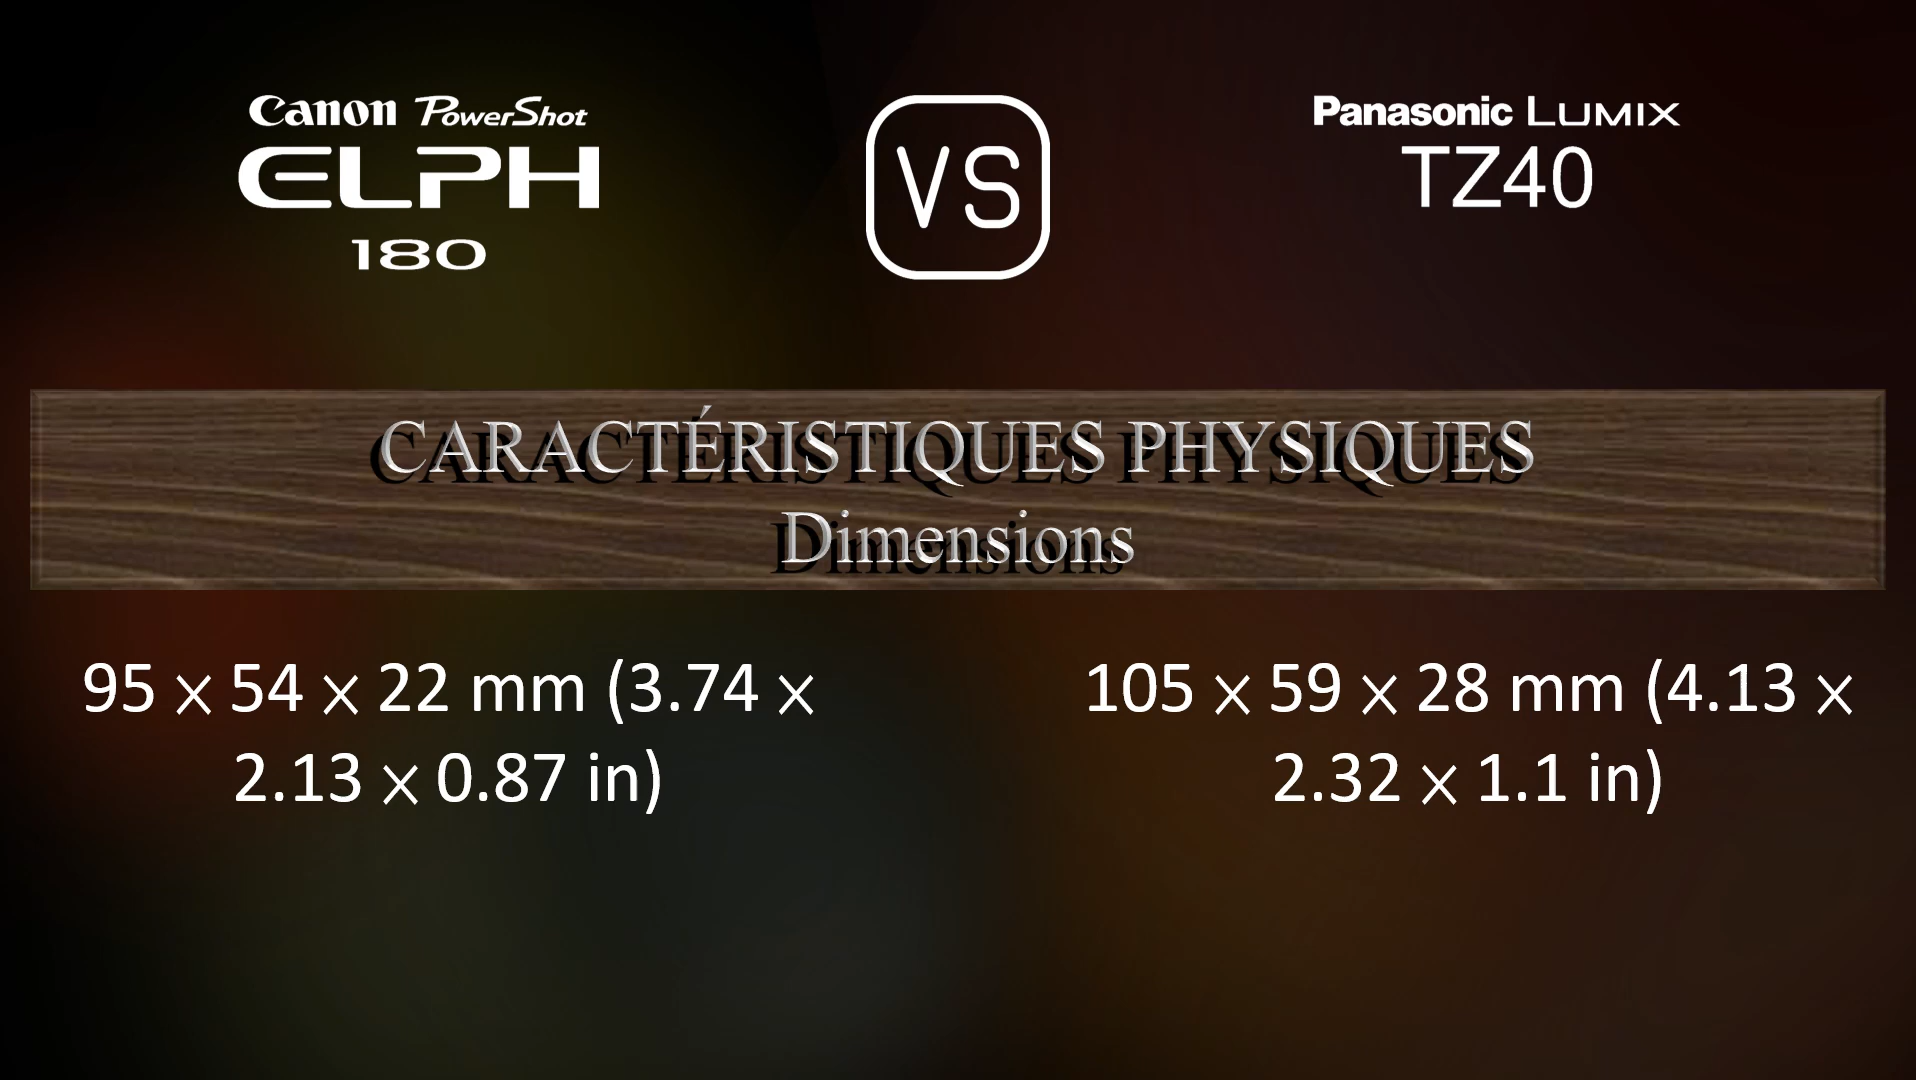 Canon PowerShot
ELPH
180
VS
Panasonic LUMIX
TZ40
CARACTÉRISTIQUES PHYSIQUES
Dimensions
95 x 54 x 22 mm (3.74 x
2.13 x 0.87 in)
105 x 59 x 28 mm (4.13 x
2.32 x 1.1 in)